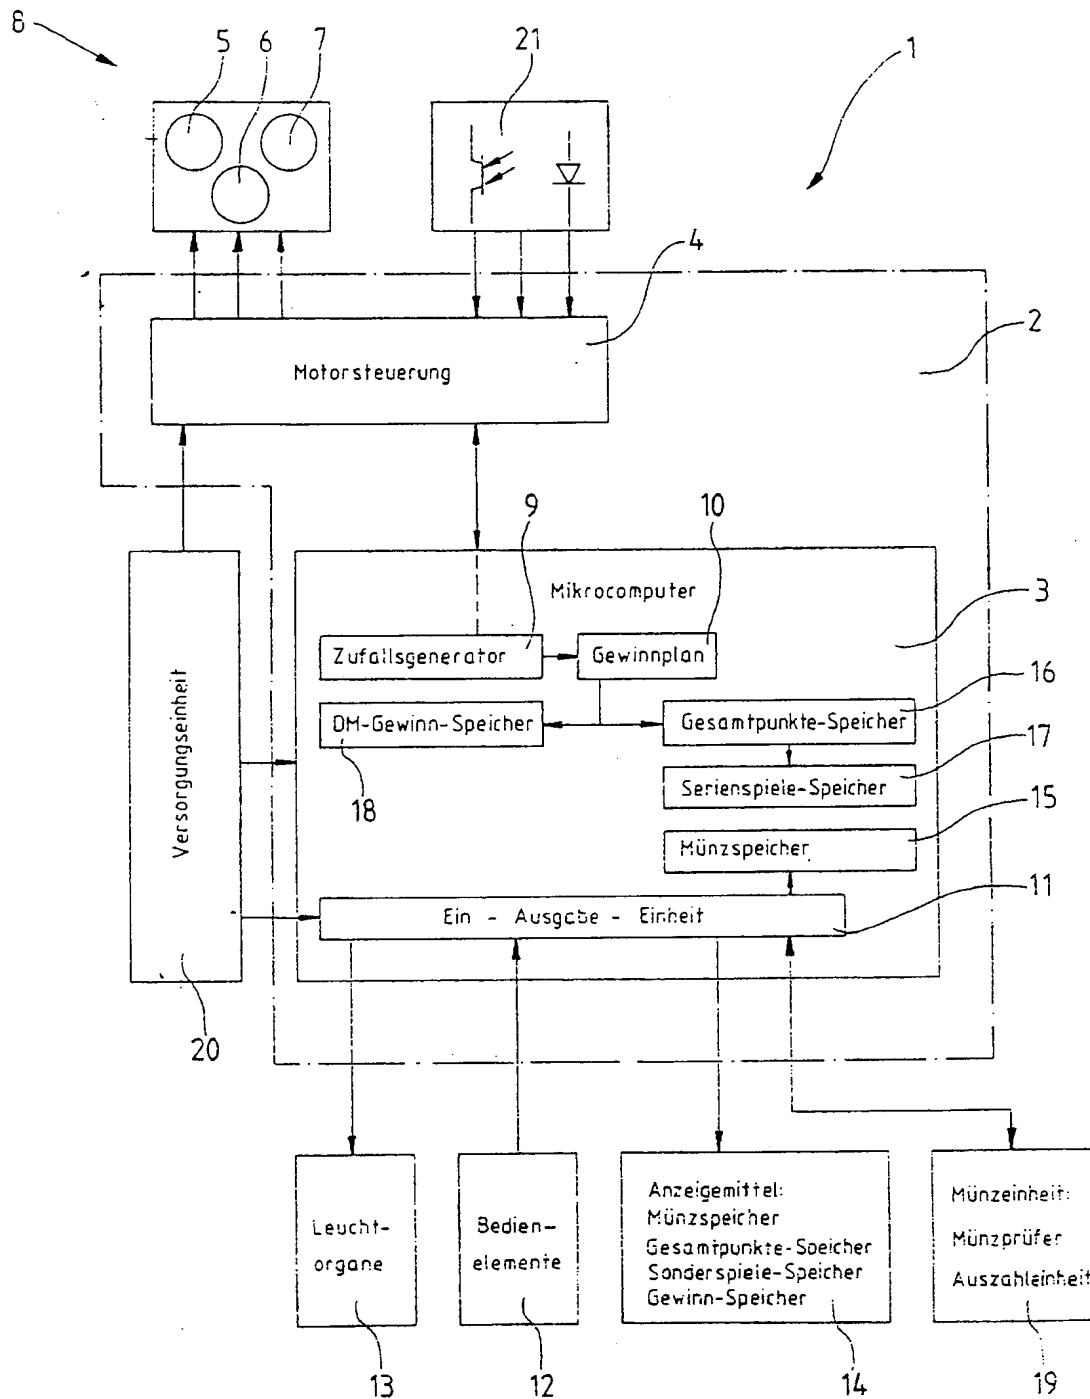 8
5
6
7
21
1
4
Motorsteuerung
2
9
10
Mikrocomputer
3
Zufallsgenerator
Gewinnplan
16
DM-Gewinn-Speicher
Gesamtpunkte-Speicher
17
18
Serienspiele-Speicher
15
Münzspeicher
Versorgungseinheit
11
Ein - Ausgabe - Einheit
20
Leucht-
organe
Bedien-
elemente
Anzeigemittel:
Münzspeicher
Gesamtpunkte-Speicher
Sonderspiele-Speicher
Gewinn-Speicher
Münzeinheit:
Münzprüfer
Auszahleinheit
13
12
14
19